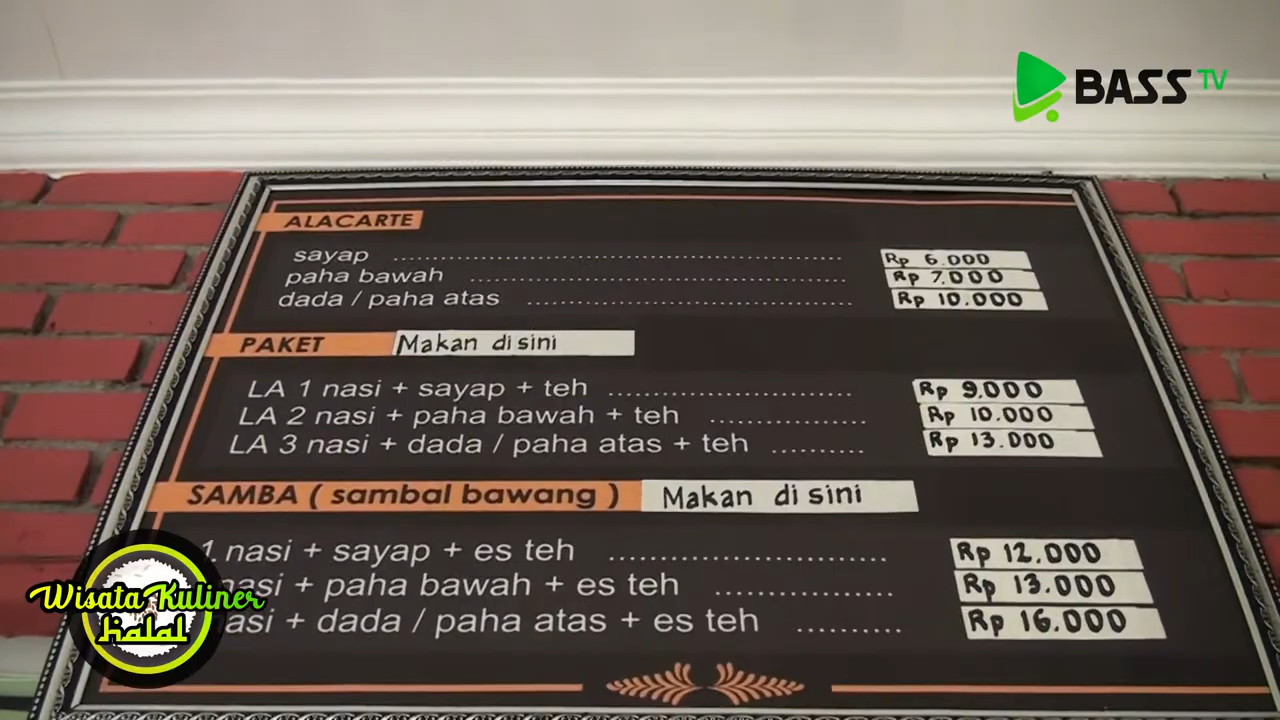 BASS TV
ALACARTE
sayap ........................................................ Rp 6.000
paha bawah ............................................... Rp 7.000
dada / paha atas ........................................ Rp 10.000
PAKET Makan di sini
LA 1 nasi + sayap + teh .............................. Rp 9.000
LA 2 nasi + paha bawah + teh .................... Rp 10.000
LA 3 nasi + dada / paha atas + teh .......... Rp 13.000
SAMBA ( sambal bawang ) Makan di sini
1. nasi + sayap + es teh .............................. Rp 12.000
nasi + paha bawah + es teh .................... Rp 13.000
nasi + dada / paha atas + es teh .......... Rp 16.000
Wisata Kuliner
Halal